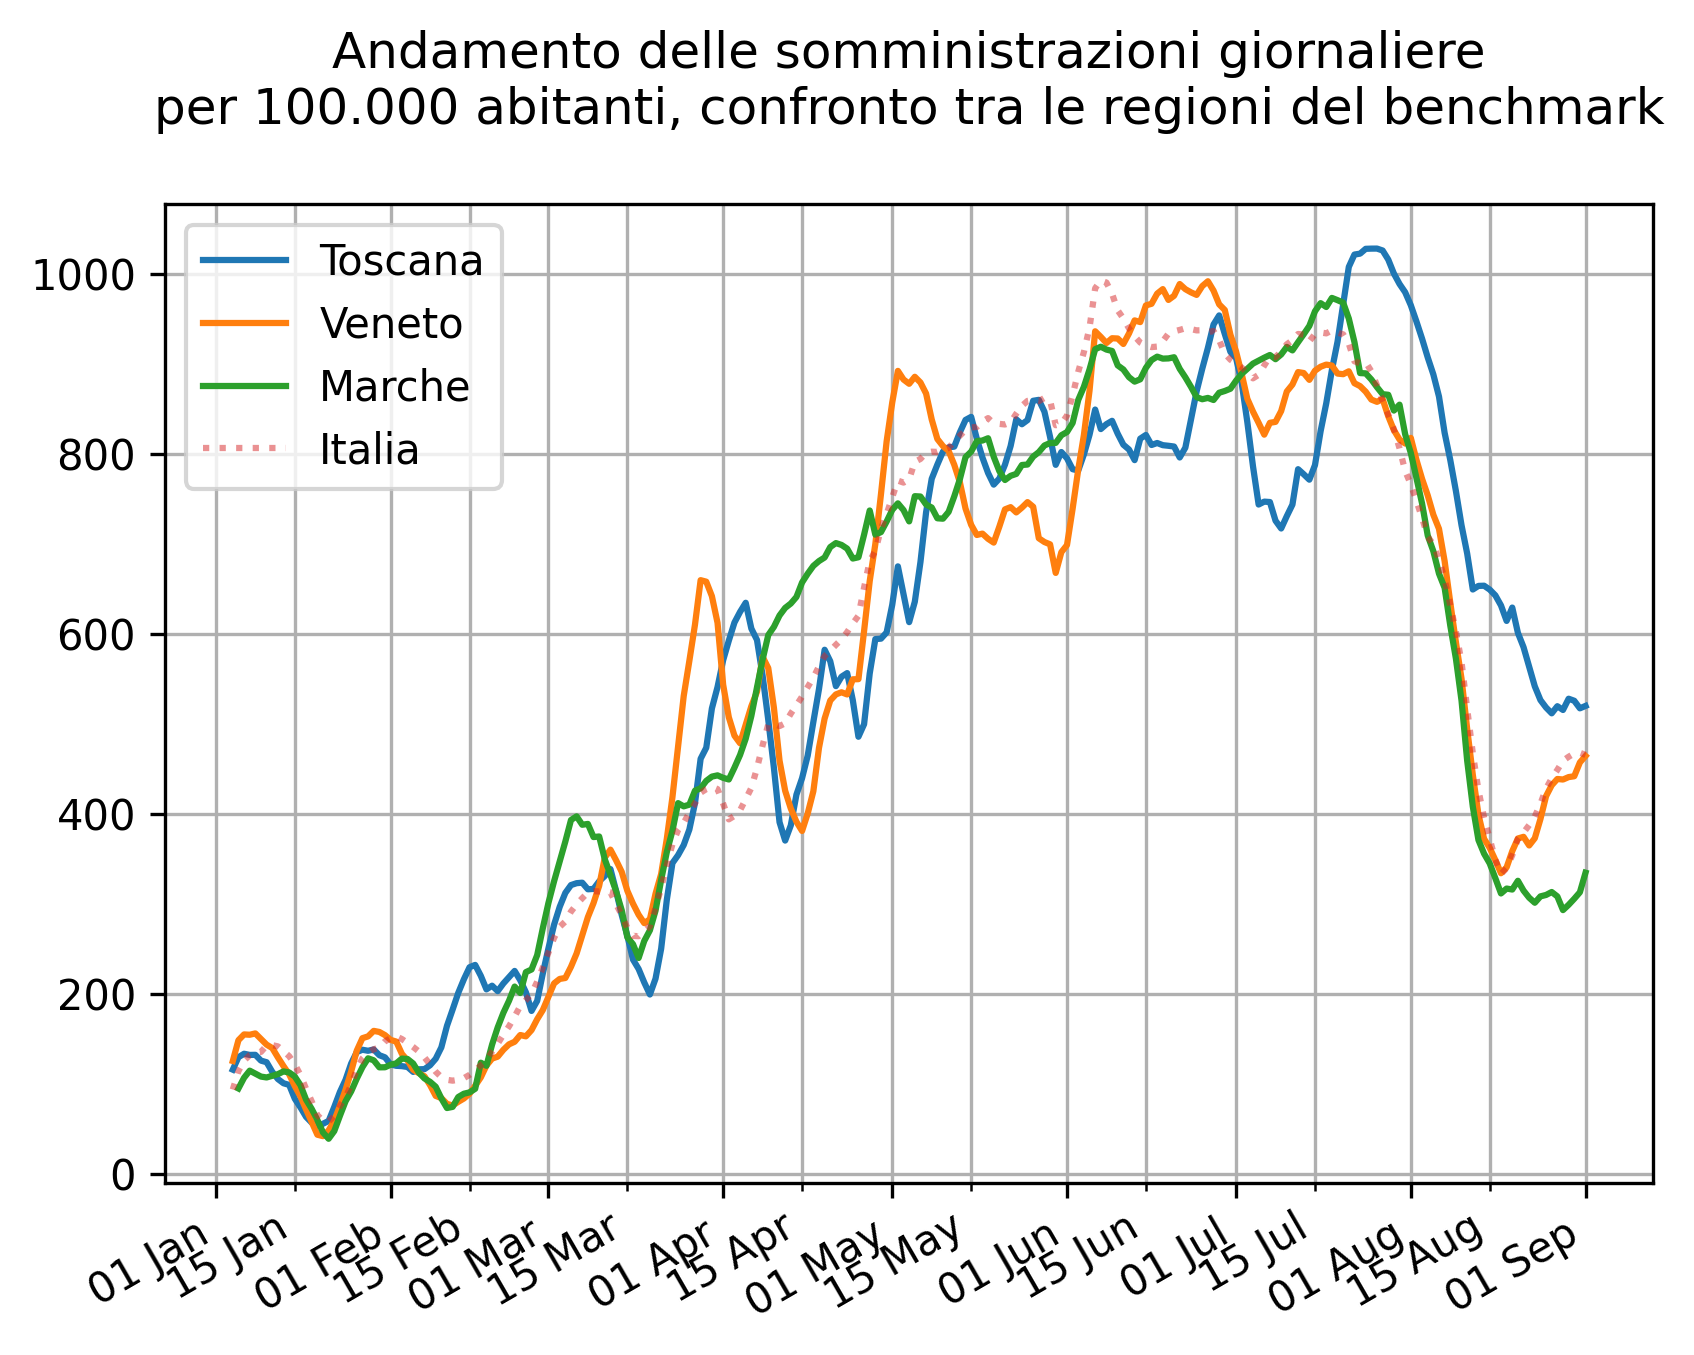 Andamento delle somministrazioni giornaliere
per 100.000 abitanti, confronto tra le regioni del benchmark
Toscana
Veneto
Marche
Italia
1000
800
600
400
200
0
01 Jan
15 Jan
01 Feb
15 Feb
01 Mar
15 Mar
01 Apr
15 Apr
01 May
15 May
01 Jun
15 Jun
01 Jul
15 Jul
01 Aug
15 Aug
01 Sep